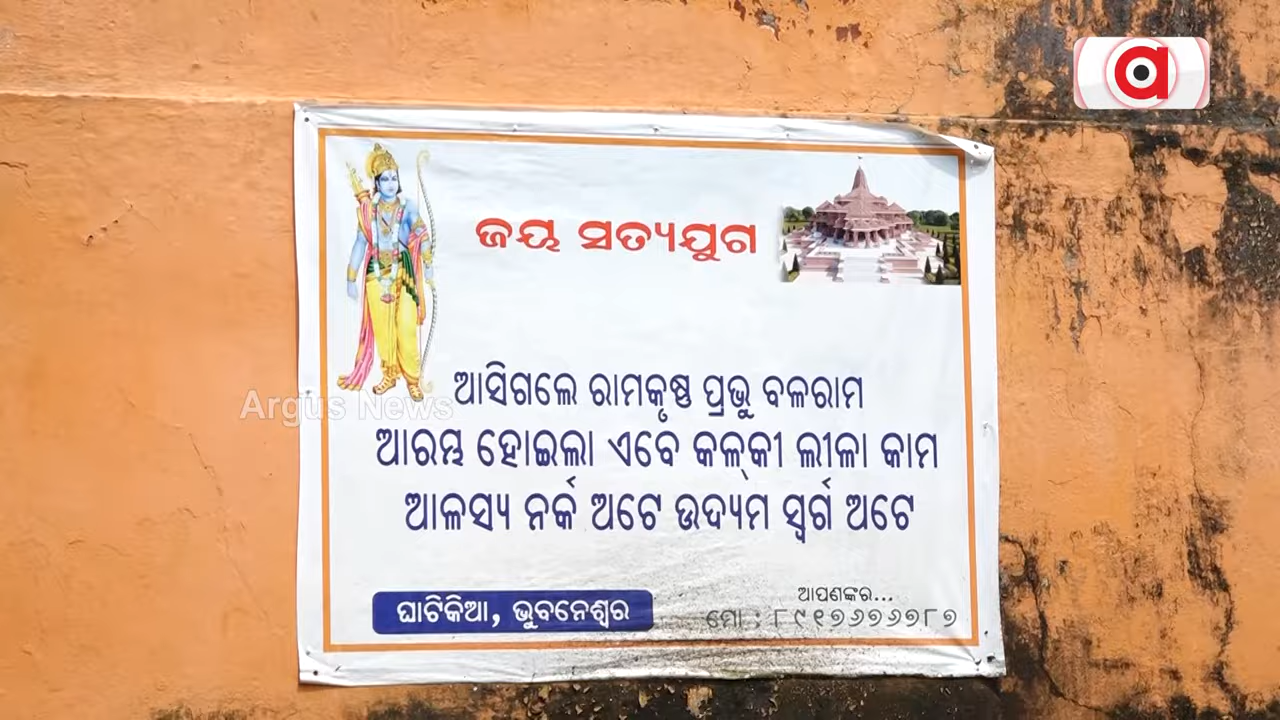 ଜୟ ସତ୍ୟଯୁଗ
ଆସିଗଲେ ରାମକୃଷ୍ଣ ପ୍ରଭୁ ବଳରାମ
ଆରମ୍ଭ ହୋଇଲା ଏବେ କଳ୍‌କୀ ଲୀଳା କାମ
ଆଳସ୍ୟ ନର୍କ ଅଟେ ଉଦ୍ୟମ ସ୍ୱର୍ଗ ଅଟେ
ଘାଟିକିଆ, ଭୁବନେଶ୍ୱର
ଆପଣଙ୍କର...
ମୋ : ୮୯୧୭୬୭୬୭୮୭
Argus News
a